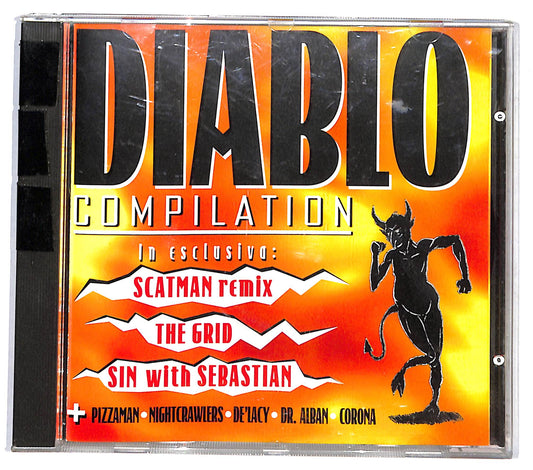 DIABLO
COMPILATION
In esclusiva:
SCATMAN remix
THE GRID
SIN with SEBASTIAN
+ PIZZAMAN • NIGHTCRAWLERS • DE'LACY • DR. ALBAN • CORONA